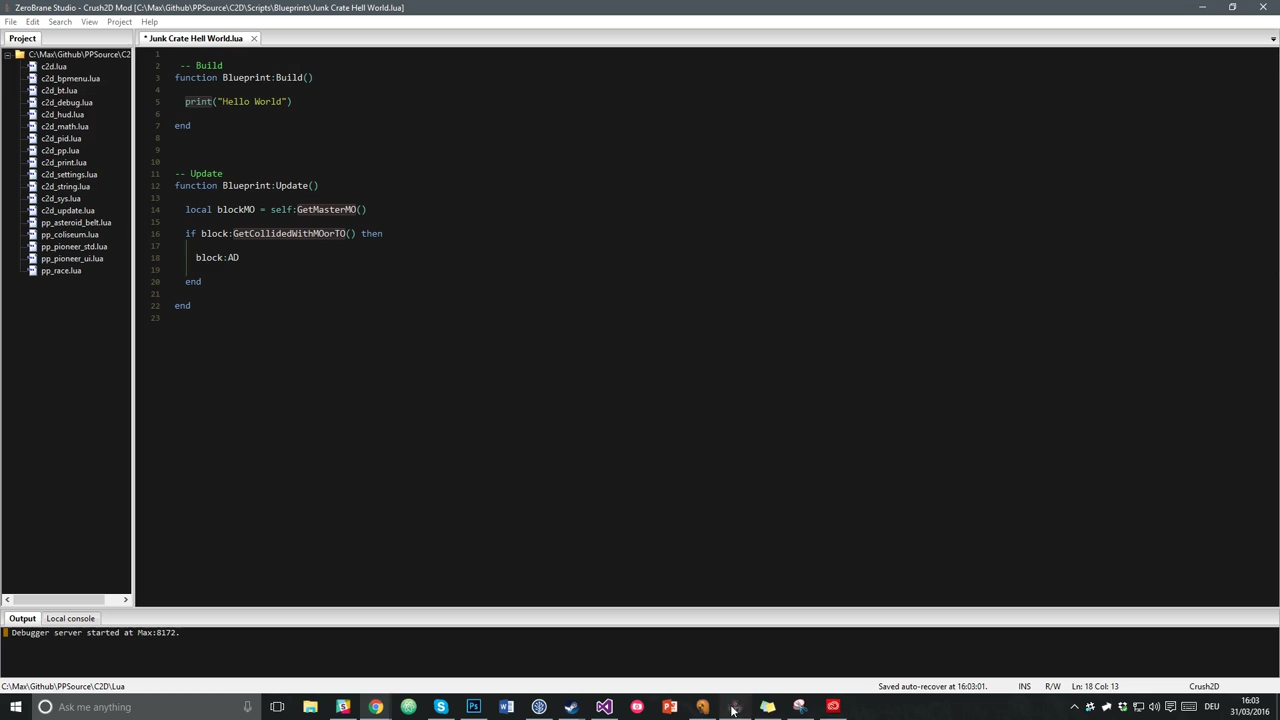 ZeroBrane Studio - Crush2D Mod [C:\Max\Github\PPSource\C2D\Scripts\Blueprints\Junk Crate Hell World.lua]
File Edit Search View Project Help
Project
* Junk Crate Hell World.lua
C:\Max\Github\PPSource\C2
c2d.lua
c2d_bpmenu.lua
c2d_bt.lua
c2d_debug.lua
c2d_hud.lua
c2d_math.lua
c2d_pid.lua
c2d_pp.lua
c2d_print.lua
c2d_settings.lua
c2d_string.lua
c2d_sys.lua
c2d_update.lua
pp_asteroid_belt.lua
pp_coliseum.lua
pp_pioneer_std.lua
pp_pioneer_ui.lua
pp_race.lua
1
2 -- Build
3 function Blueprint:Build()
4
5 print("Hello World")
6
7 end
8
9
10
11 -- Update
12 function Blueprint:Update()
13
14 local blockMO = self:GetMasterMO()
15
16 if block:GetCollidedWithMOorTO() then
17
18 block:AD
19
20 end
21
22 end
23
Output Local console
Debugger server started at Max:8172.
C:\Max\Github\PPSource\C2D\Lua Saved auto-recover at 16:03:01. INS R/W Ln: 18 Col: 13 Crush2D
Ask me anything
DEU
16:03
31/03/2016